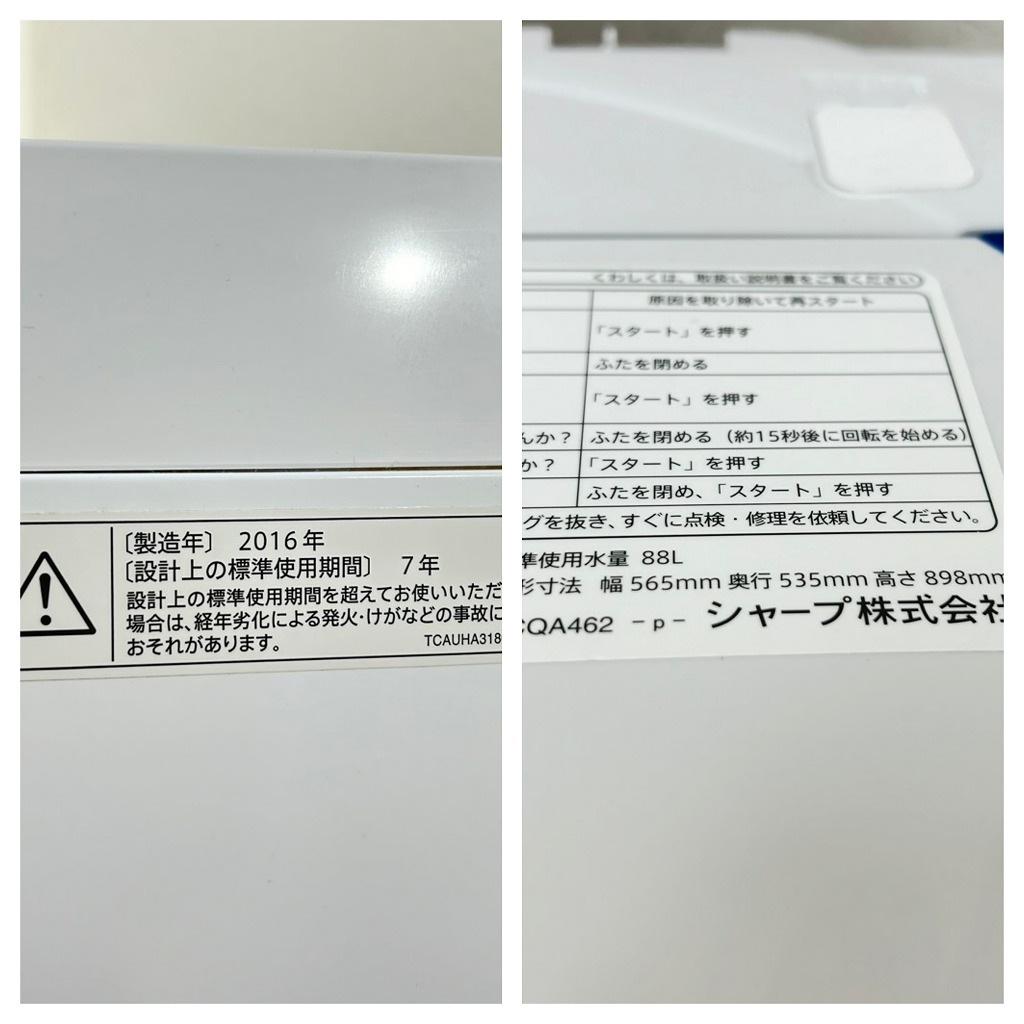 〔製造年〕 2016年
〔設計上の標準使用期間〕 7年
設計上の標準使用期間を超えてお使いいただ
場合は、経年劣化による発火・けがなどの事故に
おそれがあります。
TCAUHA318
くわしくは、取扱い説明書をご覧ください
原因を取り除いて再スタート
「スタート」を押す
ふたを閉める
「スタート」を押す
んか？ ふたを閉める（約15秒後に回転を始める）
か？ 「スタート」を押す
ふたを閉め、「スタート」を押す
グを抜き、すぐに点検・修理を依頼してください。
準使用水量 88L
形寸法 幅 565mm 奥行 535mm 高さ 898mm
CQA462 -p- シャープ株式会社